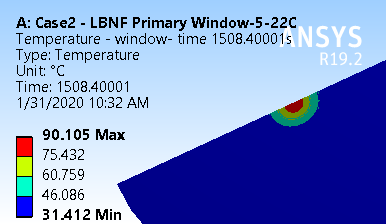 A: Case2 - LBNF Primary Window-5-22C
Temperature - window- time 1508.40001s
Type: Temperature
Unit: °C
Time: 1508.40001
1/31/2020 10:32 AM
ANSYS
R19.2
90.105 Max
75.432
60.759
46.086
31.412 Min